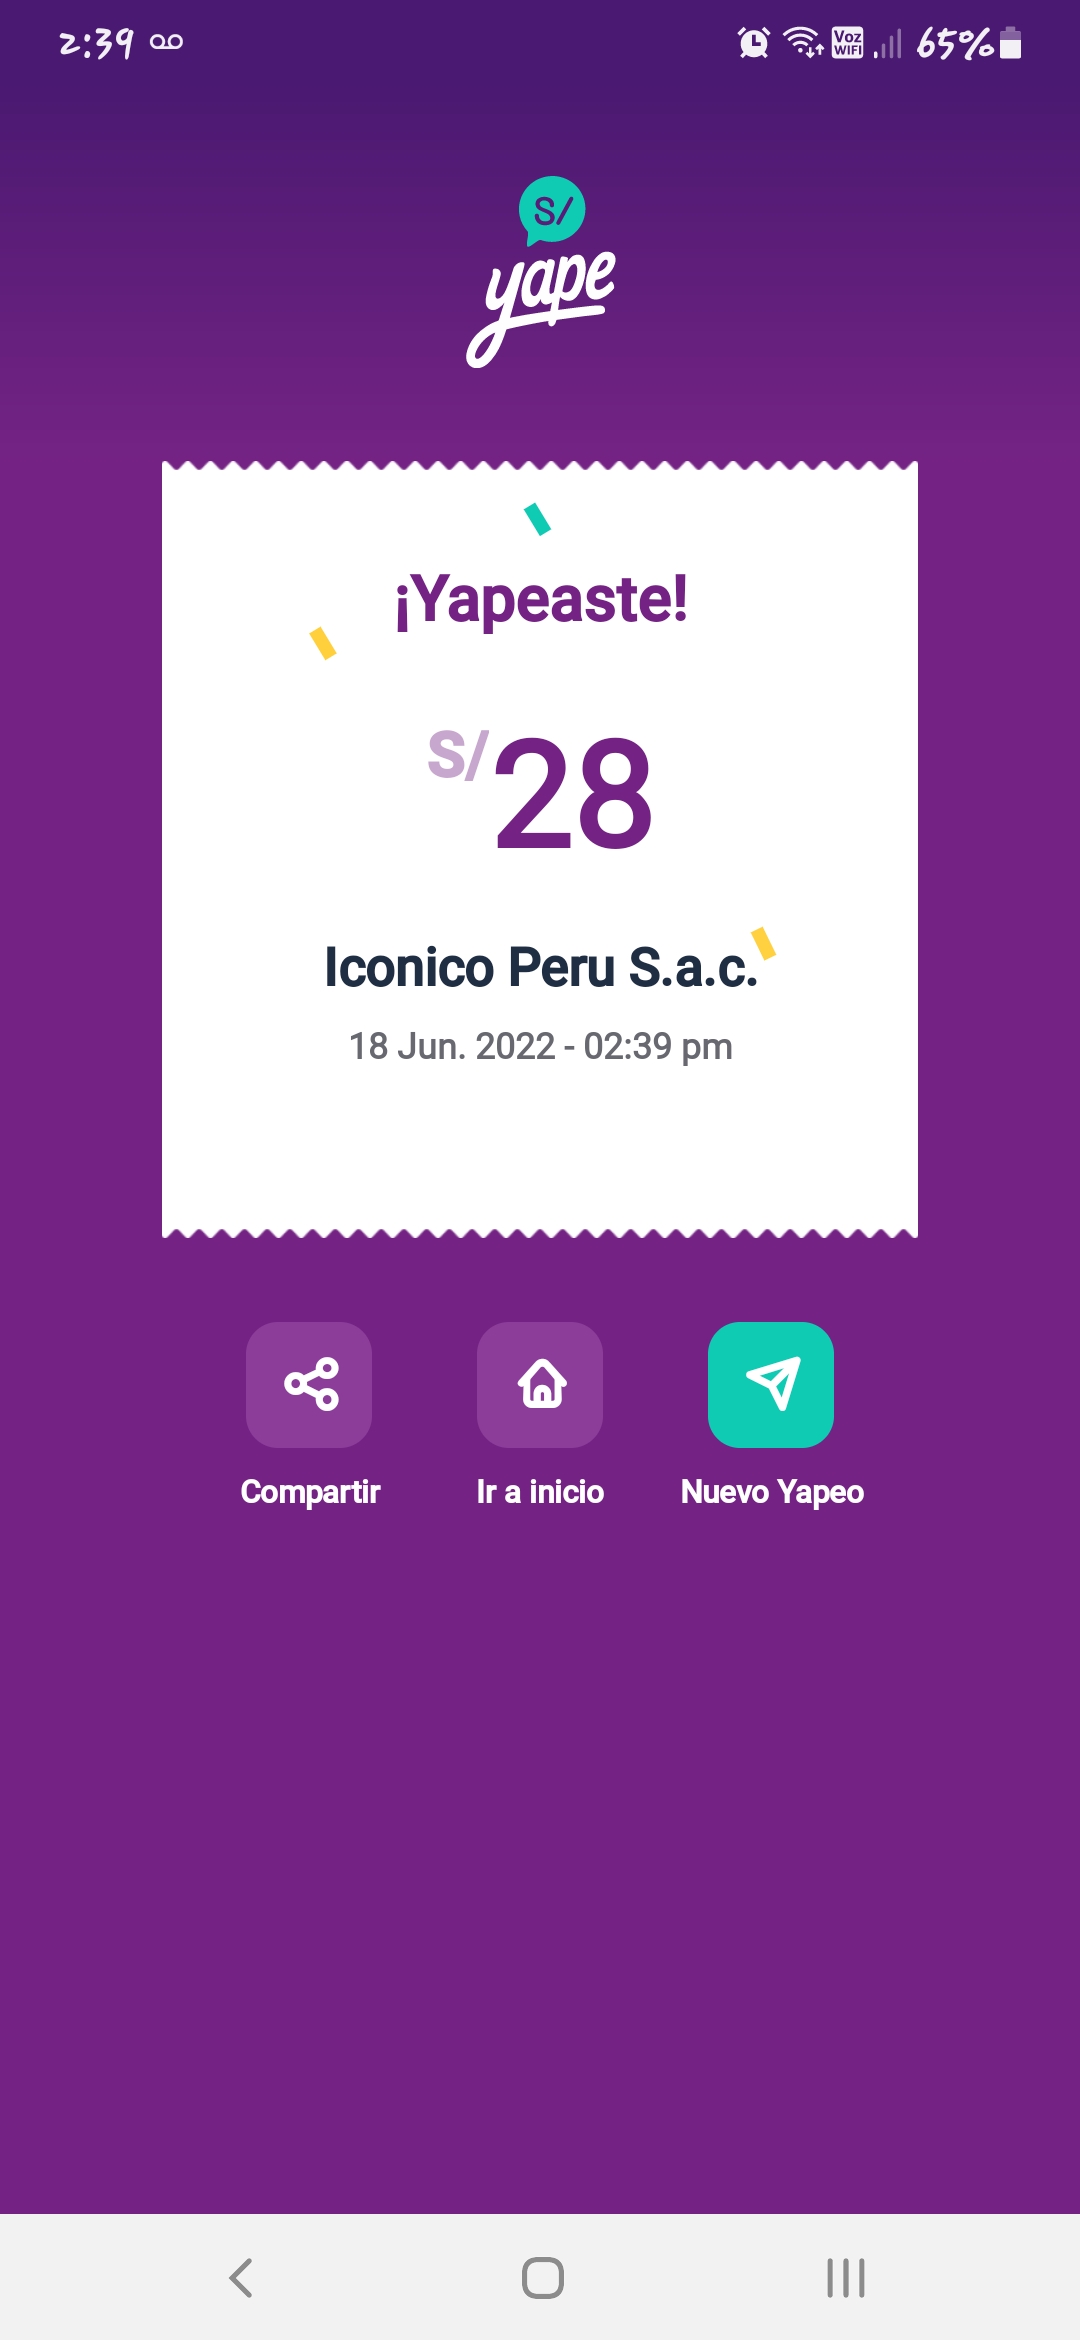 2:39
Voz
WIFI
65%
S/
yape
¡Yapeaste!
S/28
Iconico Peru S.a.c.
18 Jun. 2022 - 02:39 pm
Compartir
Ir a inicio
Nuevo Yapeo